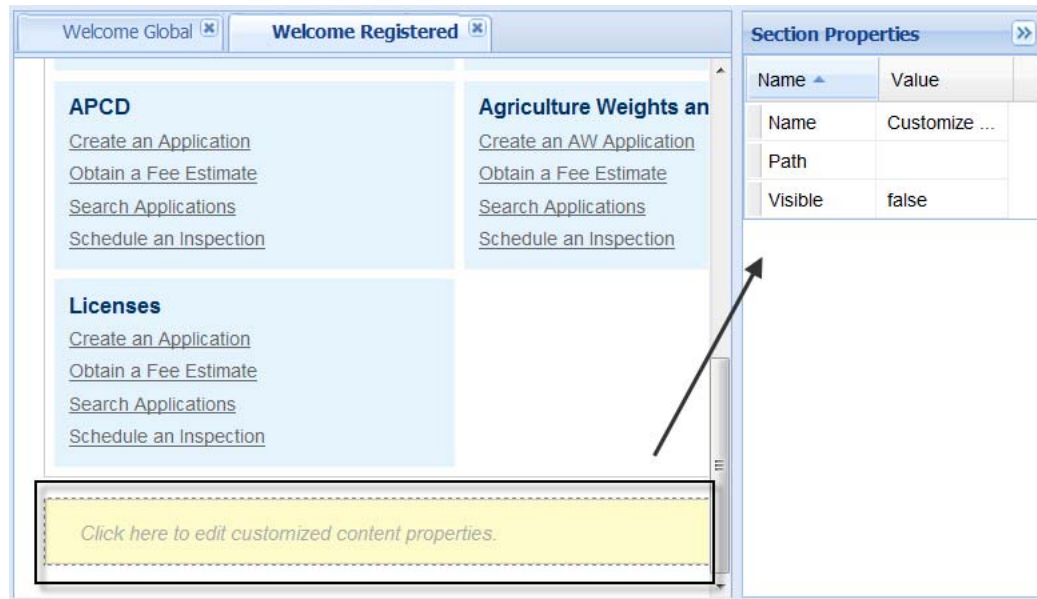 Welcome Global
Welcome Registered
APCD
Create an Application
Obtain a Fee Estimate
Search Applications
Schedule an Inspection
Agriculture Weights an
Create an AW Application
Obtain a Fee Estimate
Search Applications
Schedule an Inspection
Licenses
Create an Application
Obtain a Fee Estimate
Search Applications
Schedule an Inspection
Click here to edit customized content properties.
Section Properties
Name Value
Name Customize ...
Path
Visible false